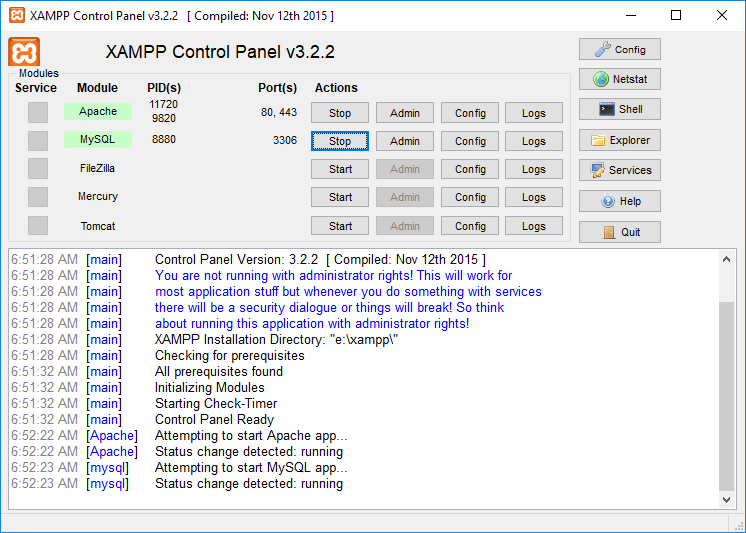 XAMPP Control Panel v3.2.2 [ Compiled: Nov 12th 2015 ]
XAMPP Control Panel v3.2.2
Config
Modules
Service Module PID(s) Port(s) Actions
Netstat
Apache 11720 9820 80, 443 Stop Admin Config Logs
Shell
MySQL 8880 3306 Stop Admin Config Logs
Explorer
FileZilla Start Admin Config Logs
Services
Mercury Start Admin Config Logs
Help
Tomcat Start Admin Config Logs
Quit
6:51:28 AM [main] Control Panel Version: 3.2.2 [ Compiled: Nov 12th 2015 ]
6:51:28 AM [main] You are not running with administrator rights! This will work for
6:51:28 AM [main] most application stuff but whenever you do something with services
6:51:28 AM [main] there will be a security dialogue or things will break! So think
6:51:28 AM [main] about running this application with administrator rights!
6:51:28 AM [main] XAMPP Installation Directory: "e:\xampp\"
6:51:28 AM [main] Checking for prerequisites
6:51:32 AM [main] All prerequisites found
6:51:32 AM [main] Initializing Modules
6:51:32 AM [main] Starting Check-Timer
6:51:32 AM [main] Control Panel Ready
6:52:22 AM [Apache] Attempting to start Apache app...
6:52:22 AM [Apache] Status change detected: running
6:52:23 AM [mysql] Attempting to start MySQL app...
6:52:23 AM [mysql] Status change detected: running